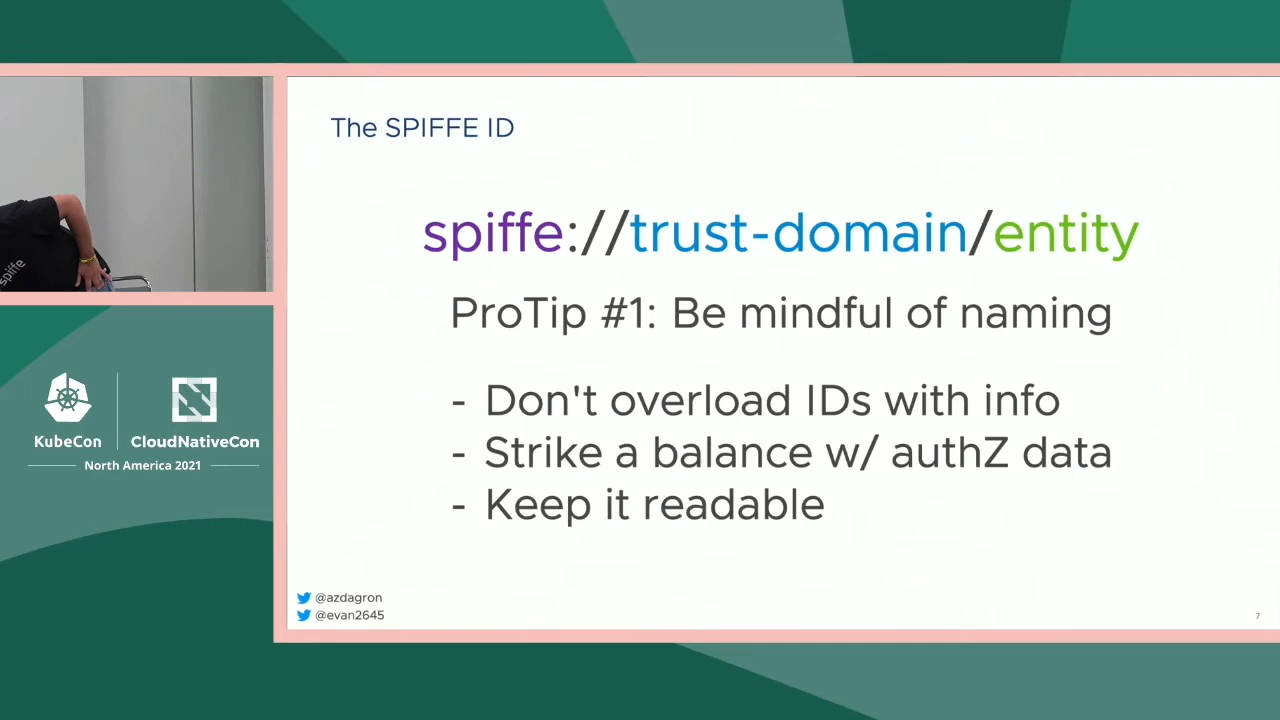 The SPIFFE ID
spiffe://trust-domain/entity
ProTip #1: Be mindful of naming
- Don't overload IDs with info
- Strike a balance w/ authZ data
- Keep it readable
spiffe
KubeCon
CloudNativeCon
North America 2021
@azdagron
@evan2645
7